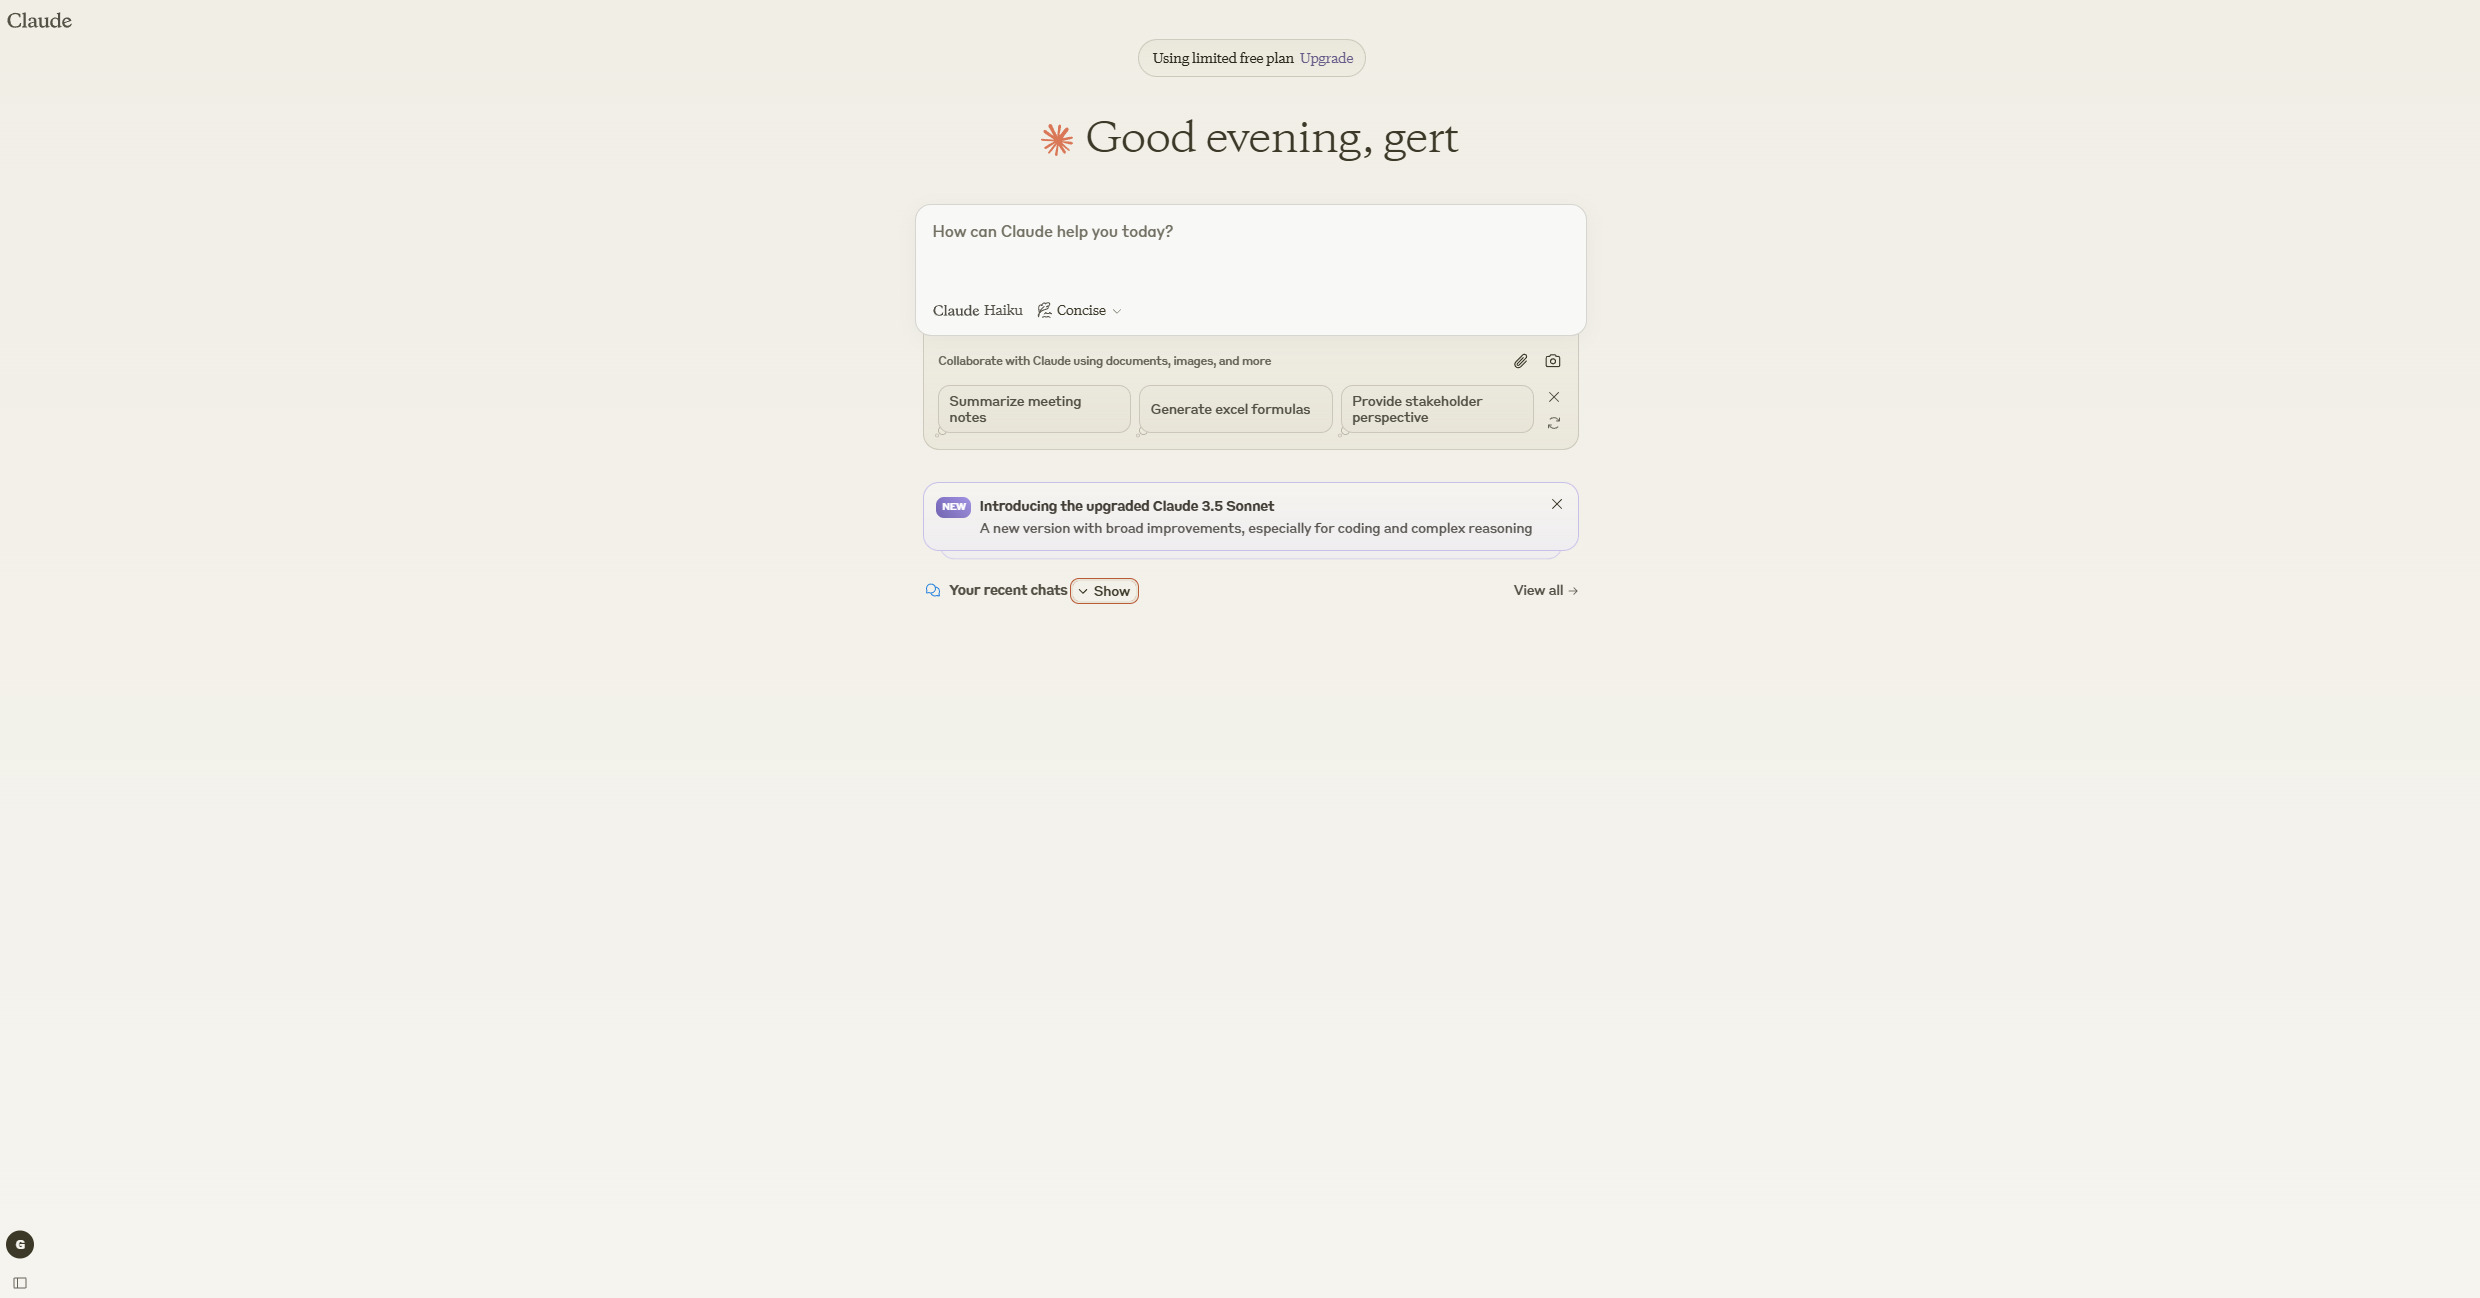 Claude
Using limited free plan Upgrade
Good evening, gert
How can Claude help you today?
Claude Haiku Concise
Collaborate with Claude using documents, images, and more
Summarize meeting
notes
Generate excel formulas
Provide stakeholder
perspective
NEW Introducing the upgraded Claude 3.5 Sonnet
A new version with broad improvements, especially for coding and complex reasoning
Your recent chats Show View all →
G